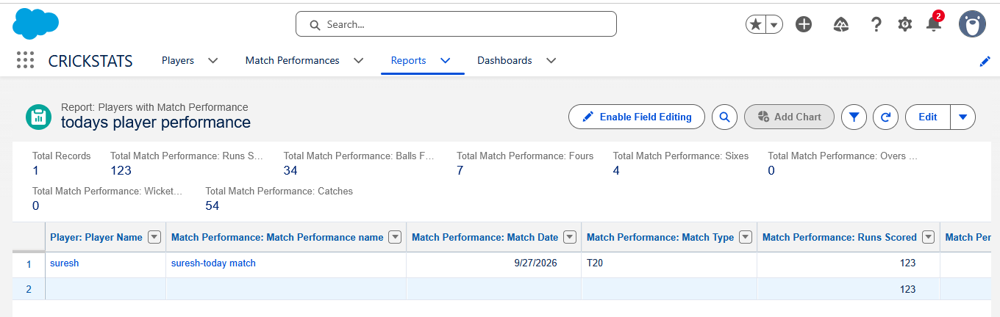 Search...
2
CRICKSTATS Players Match Performances Reports Dashboards
Report: Players with Match Performance
todays player performance
Enable Field Editing Add Chart Edit
Total Records Total Match Performance: Runs S... Total Match Performance: Balls F... Total Match Performance: Fours Total Match Performance: Sixes Total Match Performance: Overs ...
1 123 34 7 4 0
Total Match Performance: Wicket... Total Match Performance: Catches
0 54
Player: Player Name Match Performance: Match Performance name Match Performance: Match Date Match Performance: Match Type Match Performance: Runs Scored Match Per
1 suresh suresh-today match 9/27/2026 T20 123
2 123